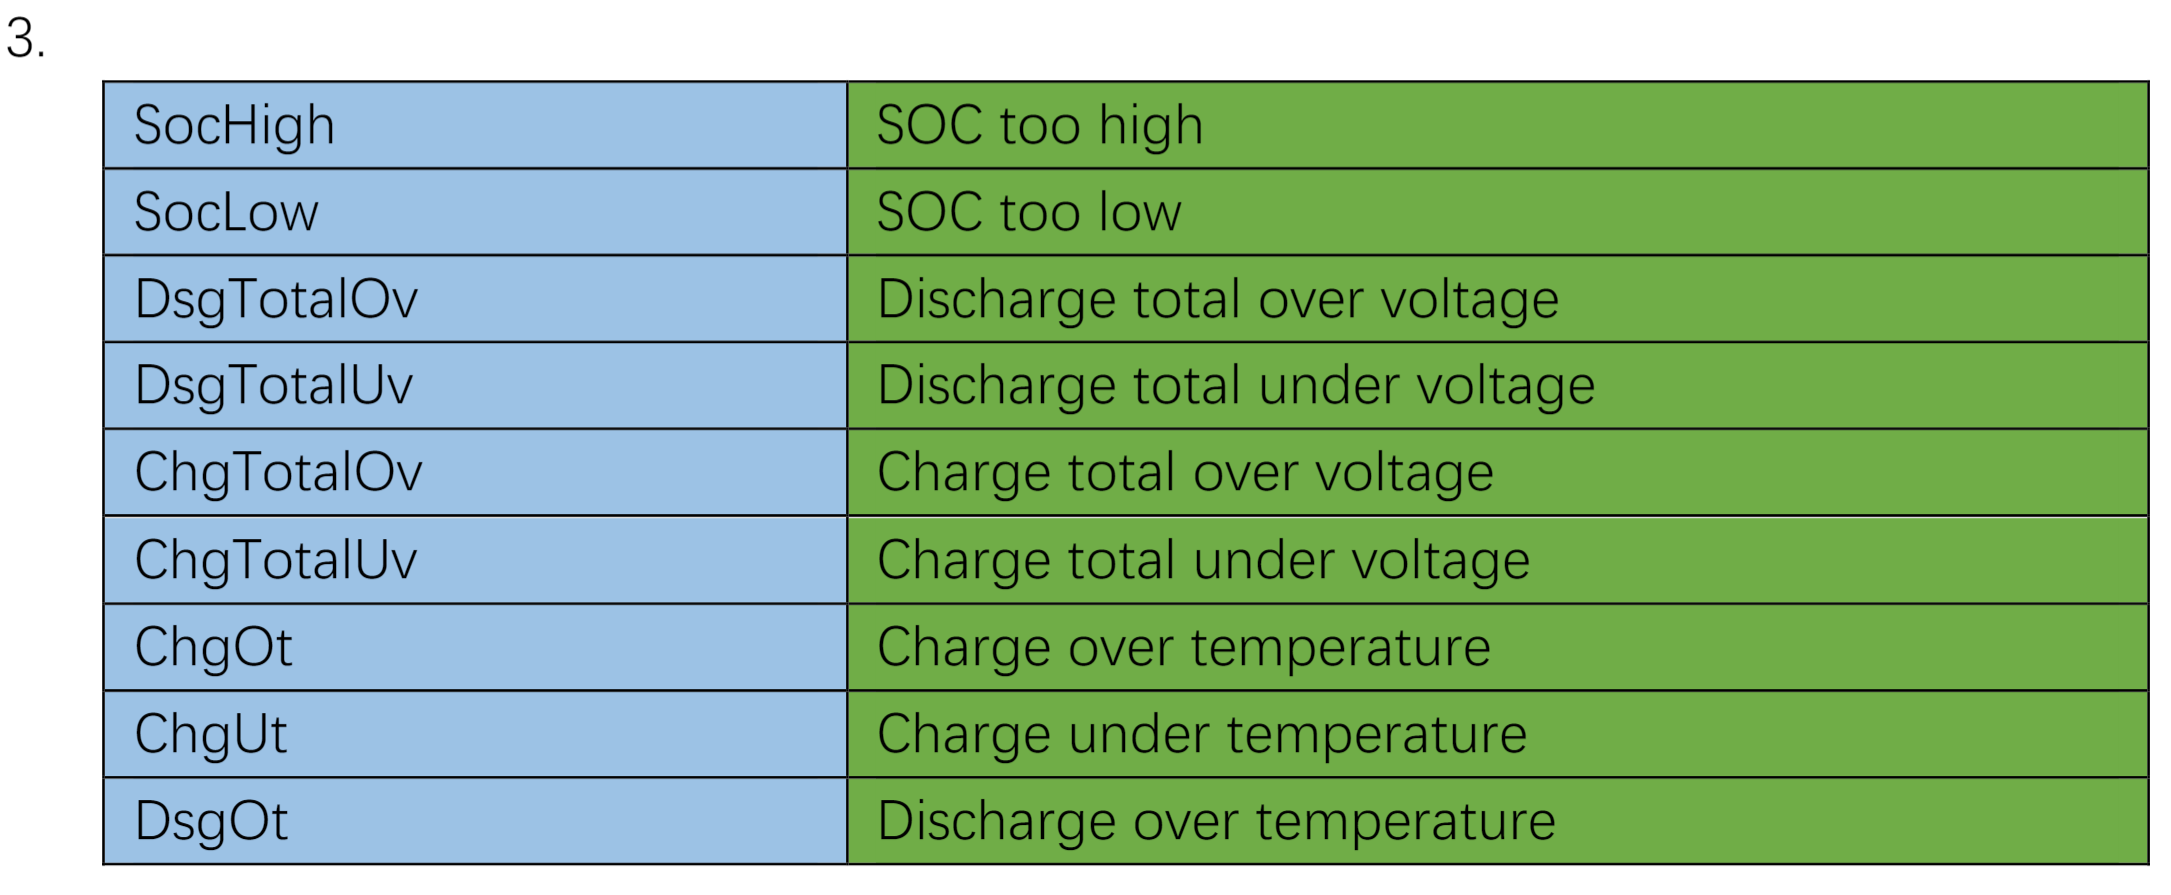 3.
SocHigh SOC too high
SocLow SOC too low
DsgTotalOv Discharge total over voltage
DsgTotalUv Discharge total under voltage
ChgTotalOv Charge total over voltage
ChgTotalUv Charge total under voltage
ChgOt Charge over temperature
ChgUt Charge under temperature
DsgOt Discharge over temperature